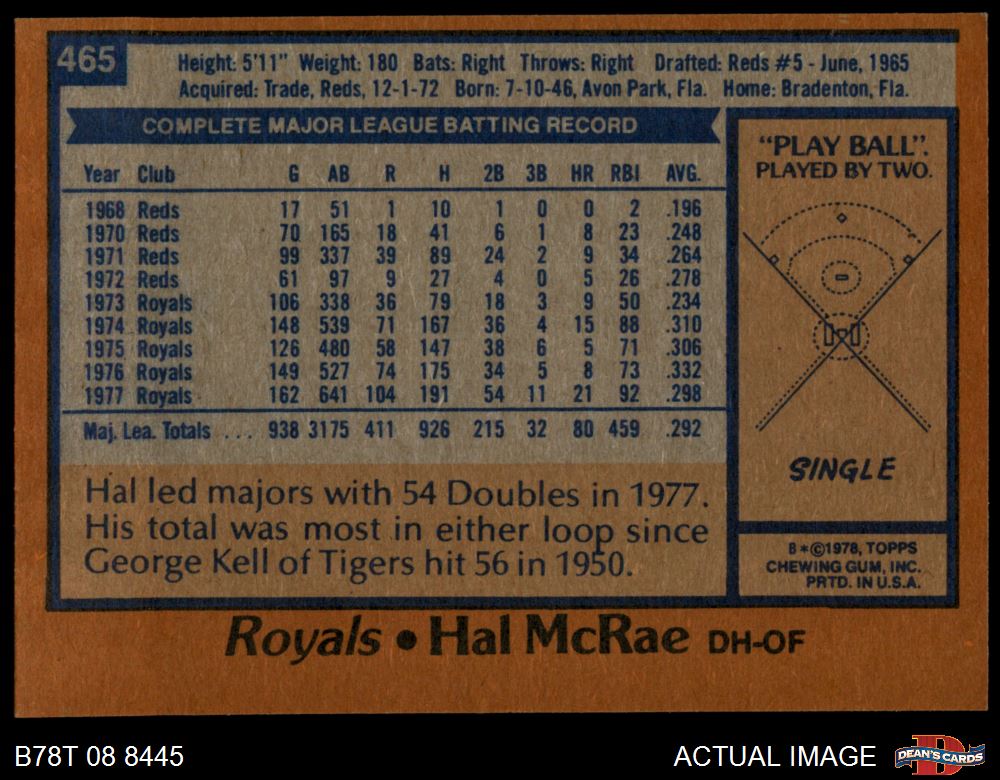 465
Height: 5'11" Weight: 180 Bats: Right Throws: Right Drafted: Reds #5 - June, 1965
Acquired: Trade, Reds, 12-1-72 Born: 7-10-46, Avon Park, Fla. Home: Bradenton, Fla.
COMPLETE MAJOR LEAGUE BATTING RECORD
Year Club G AB R H 2B 3B HR RBI AVG.
1968 Reds 17 51 1 10 1 0 0 2 .196
1970 Reds 70 165 18 41 6 1 8 23 .248
1971 Reds 99 337 39 89 24 2 9 34 .264
1972 Reds 61 97 9 27 4 0 5 26 .278
1973 Royals 106 338 36 79 18 3 9 50 .234
1974 Royals 148 539 71 167 36 4 15 88 .310
1975 Royals 126 480 58 147 38 6 5 71 .306
1976 Royals 149 527 74 175 34 5 8 73 .332
1977 Royals 162 641 104 191 54 11 21 92 .298
Maj. Lea. Totals . . . 938 3175 411 926 215 32 80 459 .292
Hal led majors with 54 Doubles in 1977.
His total was most in either loop since
George Kell of Tigers hit 56 in 1950.
"PLAY BALL".
PLAYED BY TWO.
SINGLE
B*©1978, TOPPS
CHEWING GUM, INC.
PRTD. IN U.S.A.
Royals • Hal McRae DH-OF
B78T 08 8445
ACTUAL IMAGE
D
DEAN'S CARDS